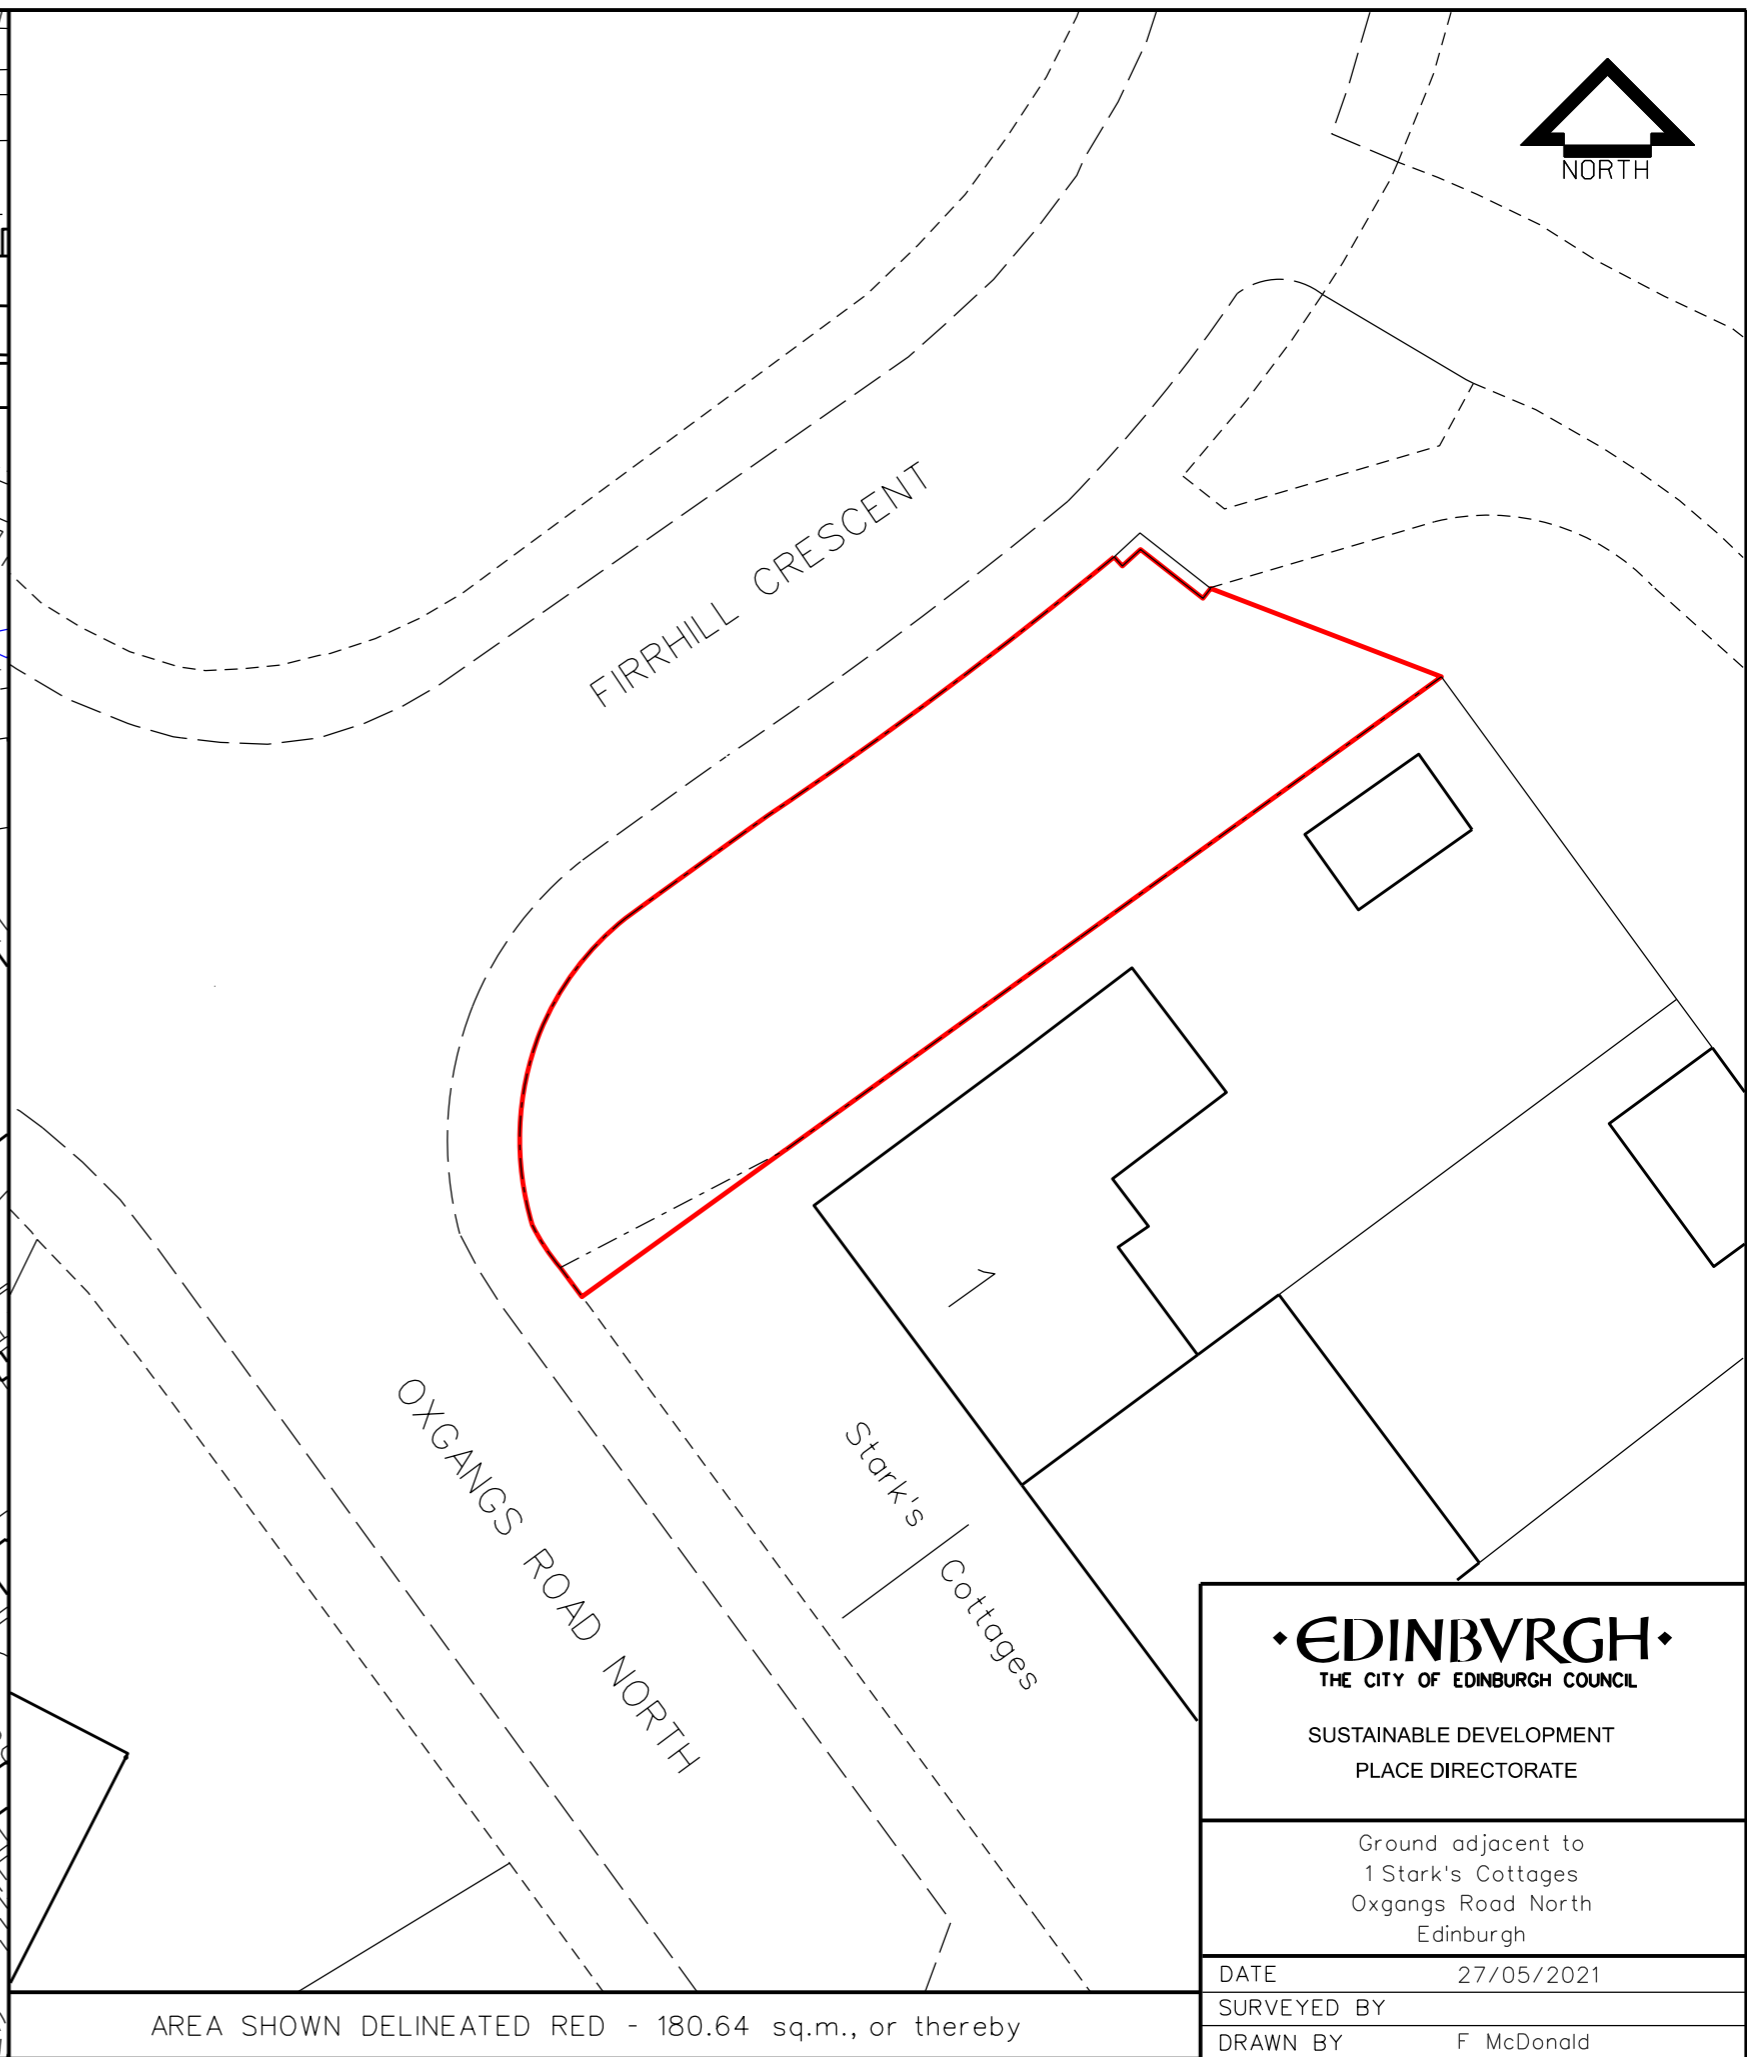 NORTH
FIRRHILL CRESCENT
1
OXGANGS ROAD NORTH
Stark's
Cottages
•EDINBVRGH•
THE CITY OF EDINBURGH COUNCIL
SUSTAINABLE DEVELOPMENT
PLACE DIRECTORATE
Ground adjacent to
1 Stark's Cottages
Oxgangs Road North
Edinburgh
DATE 27/05/2021
SURVEYED BY
DRAWN BY F McDonald
AREA SHOWN DELINEATED RED - 180.64 sq.m., or thereby